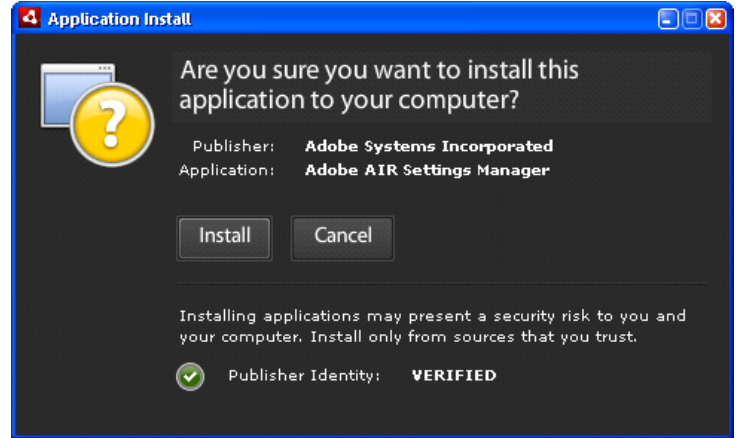 Application Install
Are you sure you want to install this
application to your computer?
Publisher: Adobe Systems Incorporated
Application: Adobe AIR Settings Manager
Install Cancel
Installing applications may present a security risk to you and
your computer. Install only from sources that you trust.
Publisher Identity: VERIFIED